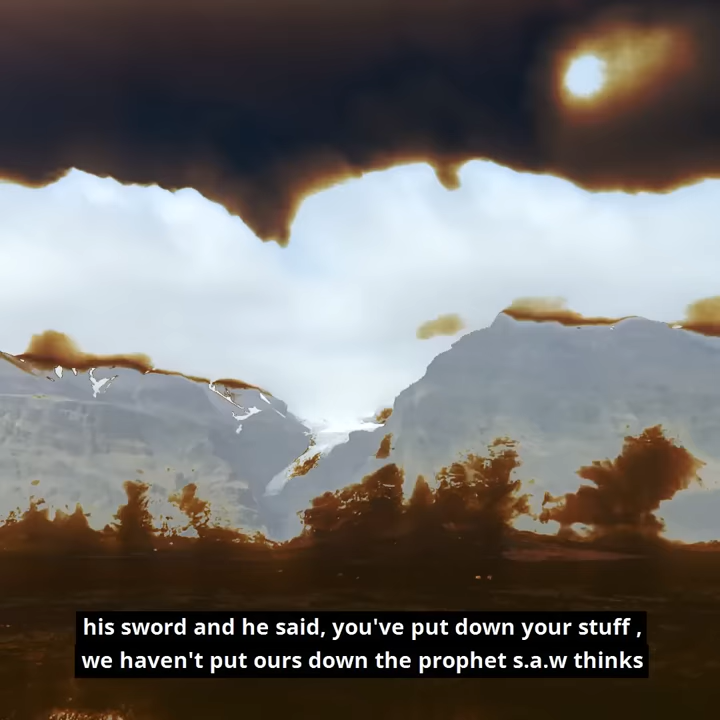 his sword and he said, you've put down your stuff ,
we haven't put ours down the prophet s.a.w thinks